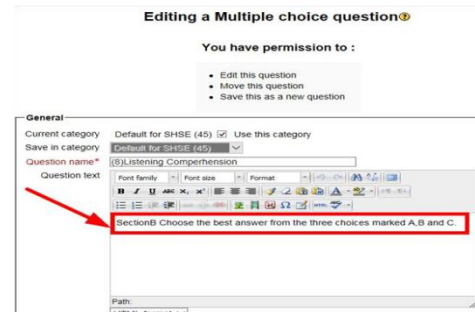 Editing a Multiple choice question
You have permission to :
• Edit this question
• Move this question
• Save this as a new question
General
Current category Default for SHSE (45) Use this category
Save in category Default for SHSE (45)
Question name* (8)Listening Comperhension
Question text Font family Font size Format
B I U ABC x, x²
HTML
SectionB Choose the best answer from the three choices marked A,B and C.
Path: